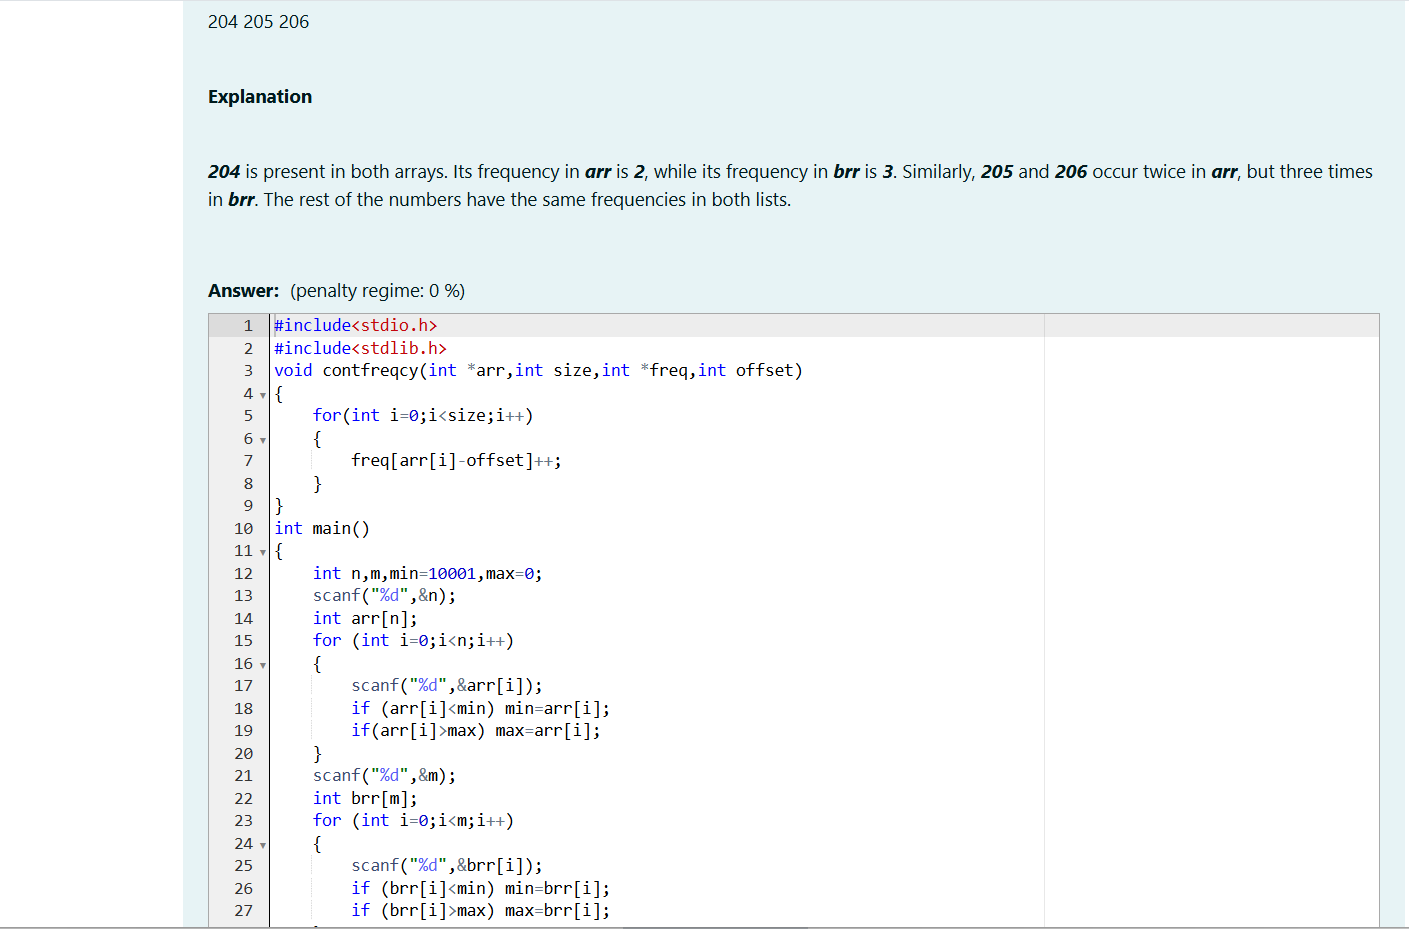 204 205 206
Explanation
204 is present in both arrays. Its frequency in arr is 2, while its frequency in brr is 3. Similarly, 205 and 206 occur twice in arr, but three times
in brr. The rest of the numbers have the same frequencies in both lists.
Answer: (penalty regime: 0 %)
1 #include<stdio.h>
2 #include<stdlib.h>
3 void contfreqcy(int *arr,int size,int *freq,int offset)
4 {
5     for(int i=0;i<size;i++)
6     {
7         freq[arr[i]-offset]++;
8     }
9 }
10 int main()
11 {
12     int n,m,min=10001,max=0;
13     scanf("%d",&n);
14     int arr[n];
15     for (int i=0;i<n;i++)
16     {
17         scanf("%d",&arr[i]);
18         if (arr[i]<min) min=arr[i];
19         if(arr[i]>max) max=arr[i];
20     }
21     scanf("%d",&m);
22     int brr[m];
23     for (int i=0;i<m;i++)
24     {
25         scanf("%d",&brr[i]);
26         if (brr[i]<min) min=brr[i];
27         if (brr[i]>max) max=brr[i];